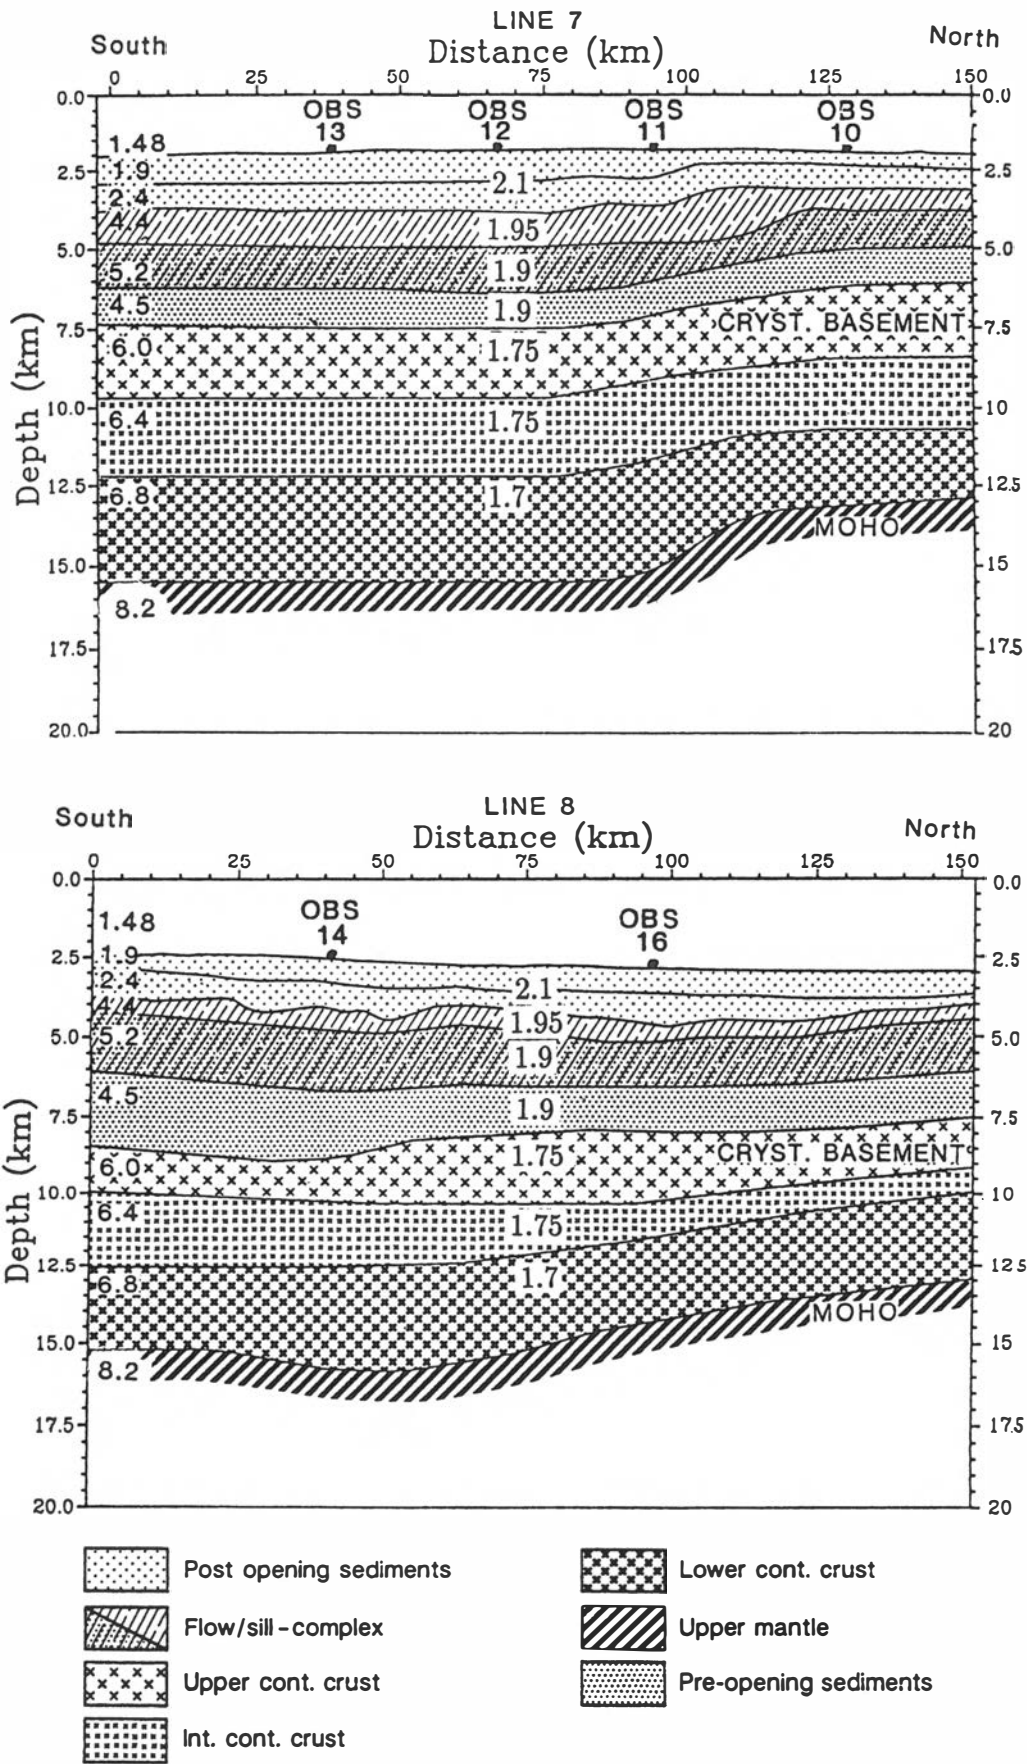 LINE 7
South
Distance (km)
North
0 25 50 75 100 125 150
0.0 0.0
OBS 13
OBS 12
OBS 11
OBS 10
1.48
1.9
2.5 2.5
2.1
2.4
4.4
1.95
5.0 5.0
5.2
1.9
4.5
1.9
7.5 7.5
CRYST. BASEMENT
6.0
1.75
Depth (km)
10.0 10
6.4
1.75
12.5 12.5
6.8
1.7
MOHO
15.0 15
8.2
17.5 17.5
20.0 20
LINE 8
South
Distance (km)
North
0 25 50 75 100 125 150
0.0 0.0
OBS 14
OBS 16
1.48
2.5 2.5
1.9
2.4
2.1
4.4
1.95
5.0 5.0
5.2
1.9
4.5
1.9
7.5 7.5
CRYST. BASEMENT
6.0
1.75
Depth (km)
10.0 10
6.4
1.75
12.5 12.5
6.8
1.7
MOHO
15.0 15
8.2
17.5 17.5
20.0 20
Post opening sediments
Flow/sill-complex
Upper cont. crust
Int. cont. crust
Lower cont. crust
Upper mantle
Pre-opening sediments